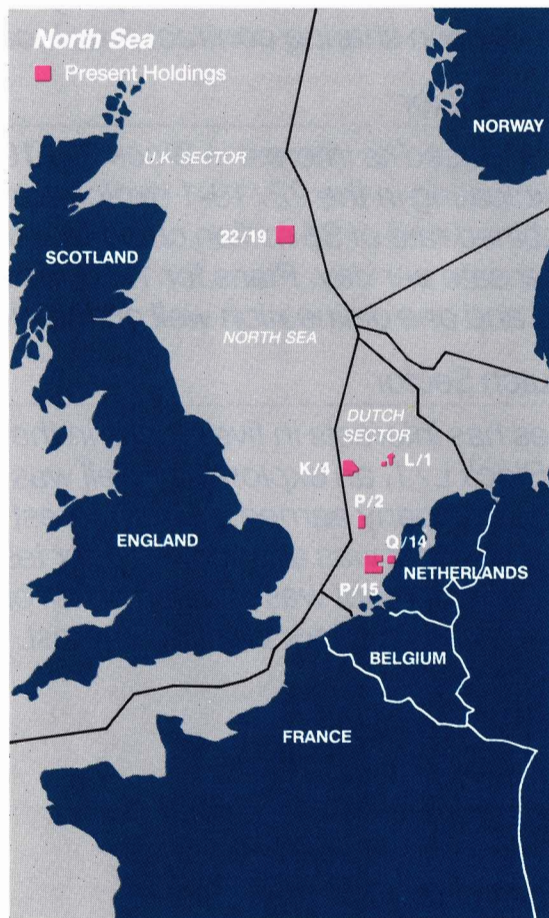 North Sea
Present Holdings
NORWAY
U.K. SECTOR
22/19
SCOTLAND
NORTH SEA
DUTCH
SECTOR
K/4
L/1
P/2
ENGLAND
Q/14
NETHERLANDS
P/15
BELGIUM
FRANCE